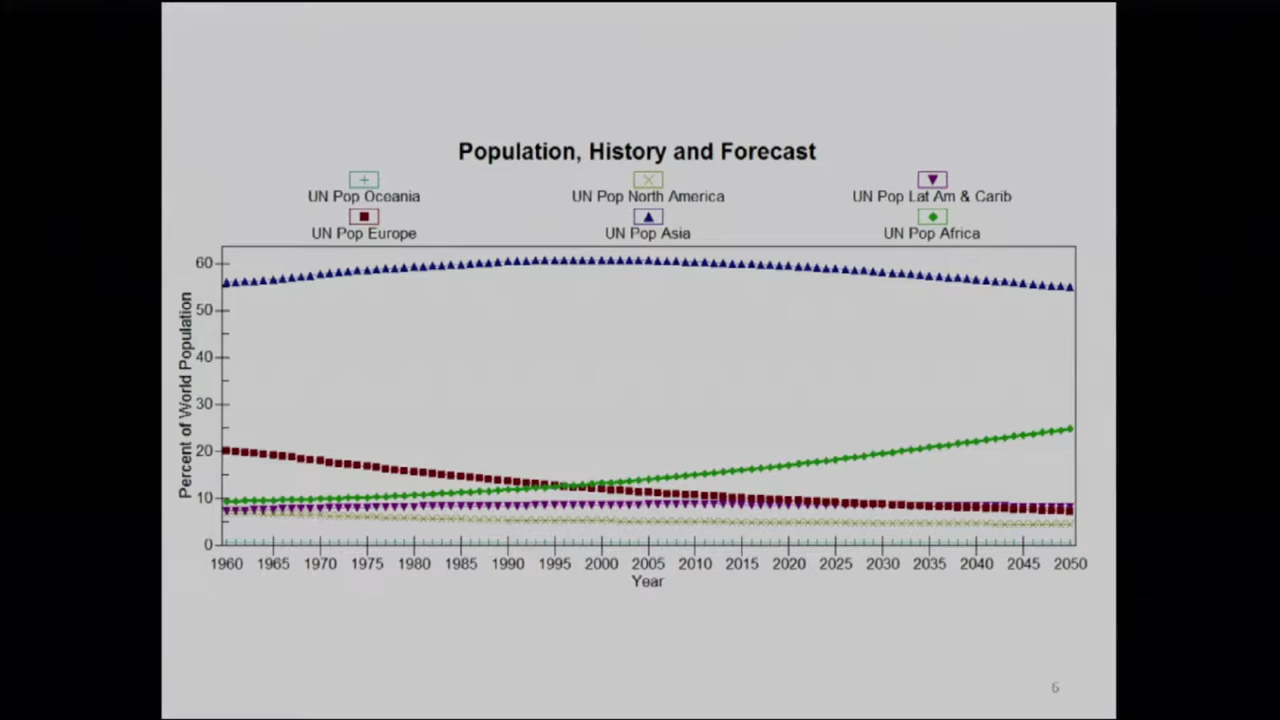 Population, History and Forecast
UN Pop Oceania
UN Pop North America
UN Pop Lat Am & Carib
UN Pop Europe
UN Pop Asia
UN Pop Africa
Percent of World Population
60
50
40
30
20
10
0
1960 1965 1970 1975 1980 1985 1990 1995 2000 2005 2010 2015 2020 2025 2030 2035 2040 2045 2050
Year
6